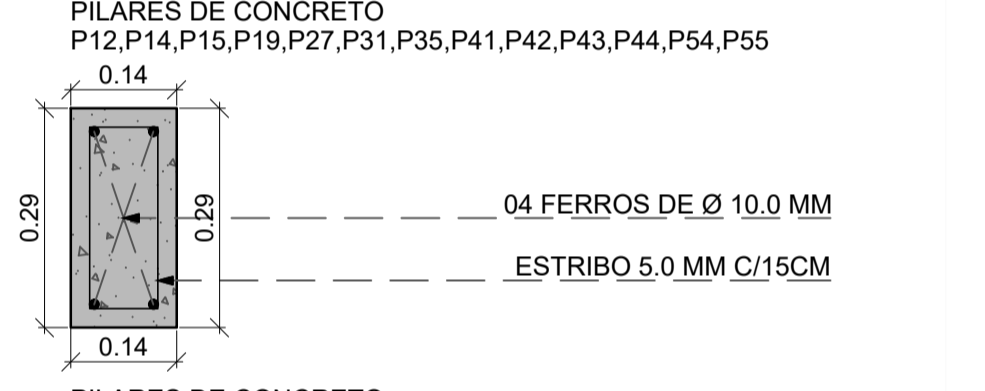 PILARES DE CONCRETO
P12,P14,P15,P19,P27,P31,P35,P41,P42,P43,P44,P54,P55
0.14
0.29
0.29
04 FERROS DE Ø 10.0 MM
ESTRIBO 5.0 MM C/15CM
0.14